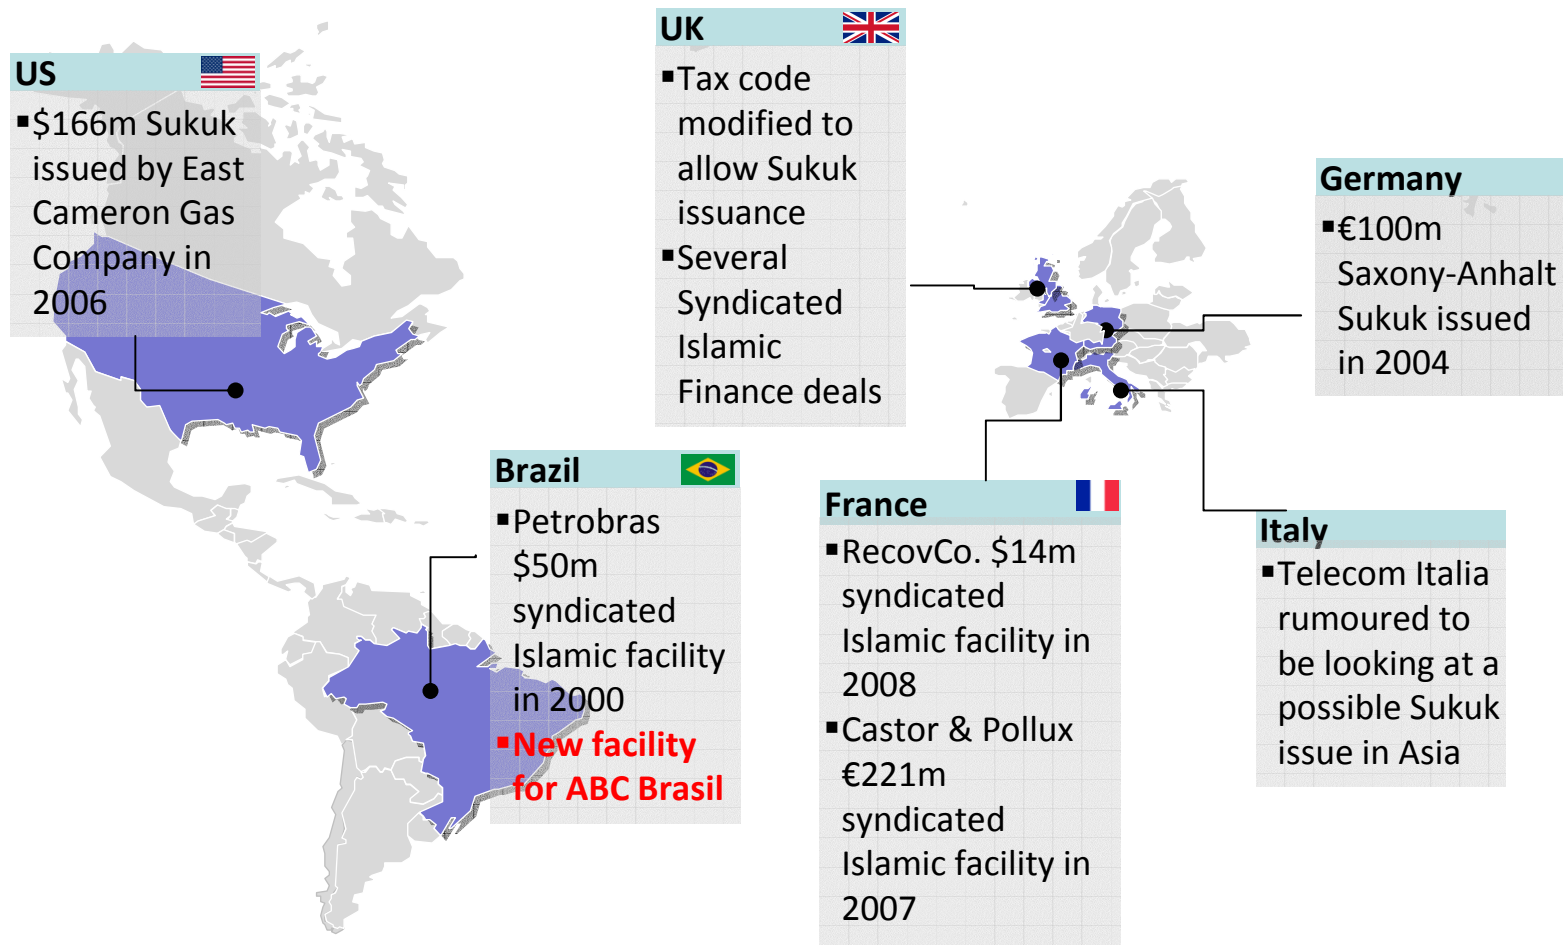 US
▪$166m Sukuk
issued by East
Cameron Gas
Company in
2006
UK
▪Tax code
modified to
allow Sukuk
issuance
▪Several
Syndicated
Islamic
Finance deals
Germany
▪€100m
Saxony-Anhalt
Sukuk issued
in 2004
Brazil
▪Petrobras
$50m
syndicated
Islamic facility
in 2000
▪New facility
for ABC Brasil
France
▪RecovCo. $14m
syndicated
Islamic facility in
2008
▪Castor & Pollux
€221m
syndicated
Islamic facility in
2007
Italy
▪Telecom Italia
rumoured to
be looking at a
possible Sukuk
issue in Asia